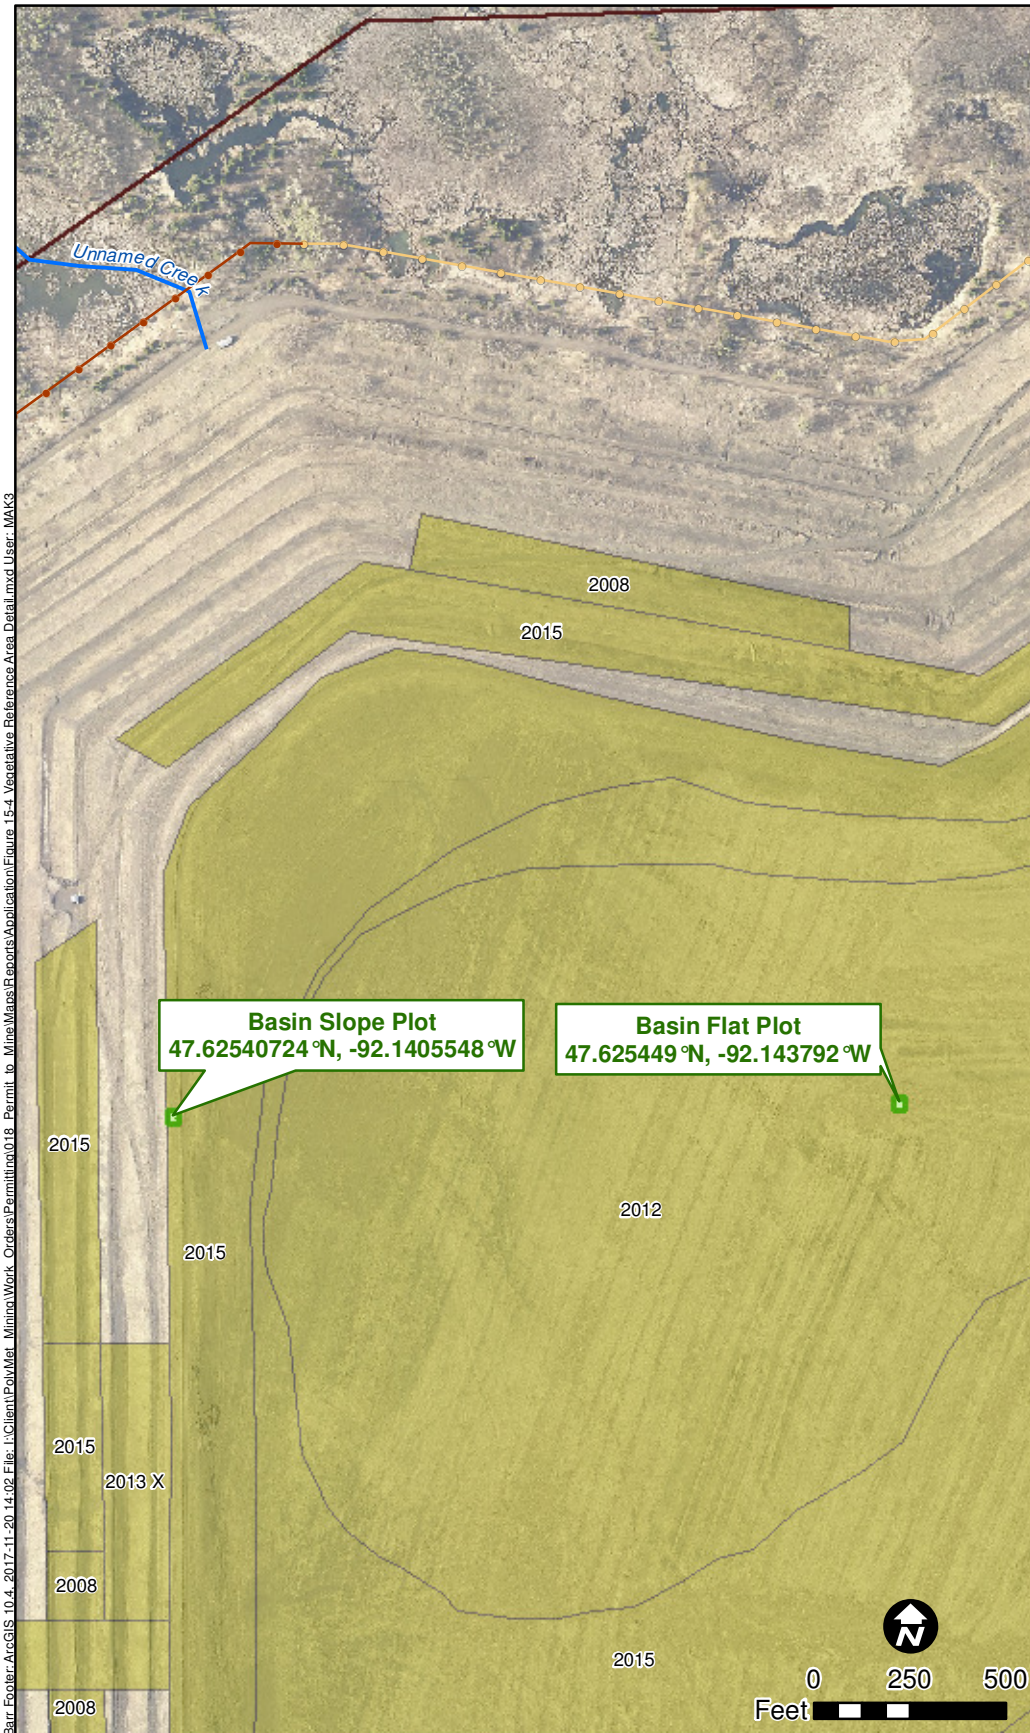 Unnamed Creek
2008
2015
Basin Slope Plot
47.62540724 °N, -92.1405548 °W
Basin Flat Plot
47.625449 °N, -92.143792 °W
2015
2012
2015
2015
2013 X
2008
2015
2008
N
0 250 500
Feet
Barr Footer: ArcGIS 10.4, 2017-11-20 14:02 File: I:\Client\PolyMet_Mining\Work_Orders\Permitting\018_Permit_to_Mine\Maps\Reports\Application\Figure 15-4 Vegetative Reference Area Detail.mxd User: MAK3